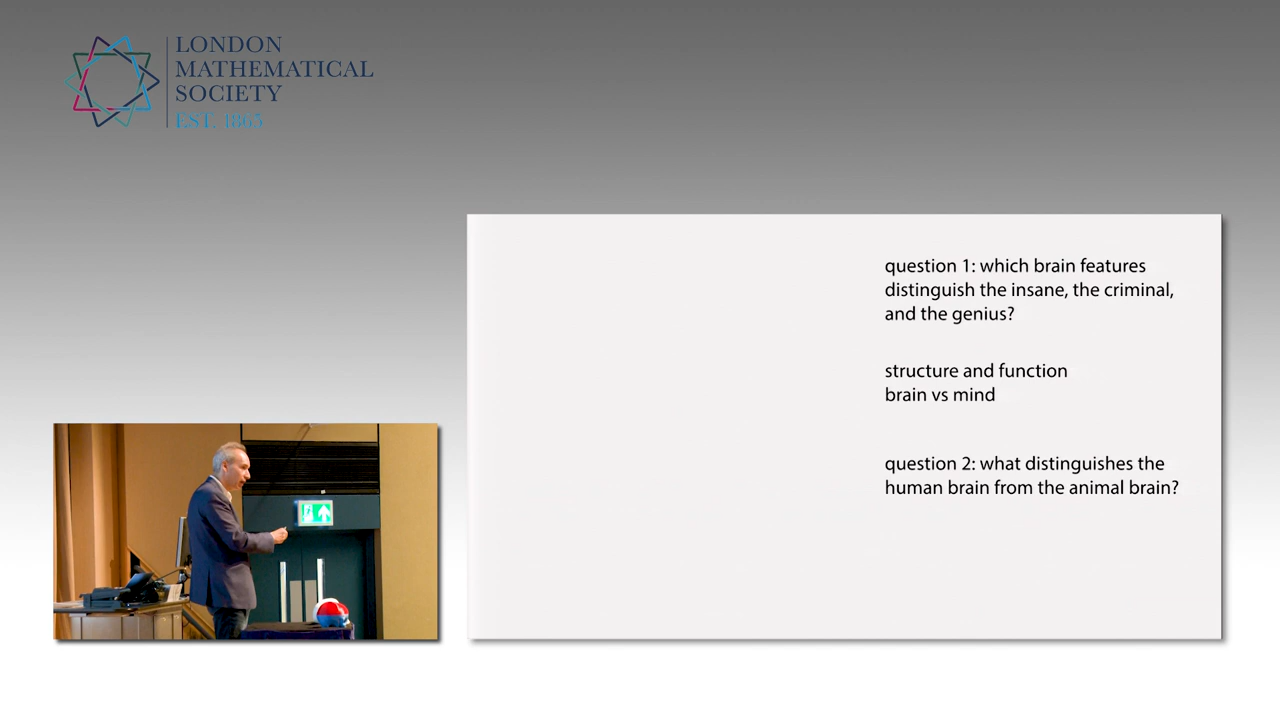 LONDON
MATHEMATICAL
SOCIETY
EST. 1865
question 1: which brain features
distinguish the insane, the criminal,
and the genius?
structure and function
brain vs mind
question 2: what distinguishes the
human brain from the animal brain?